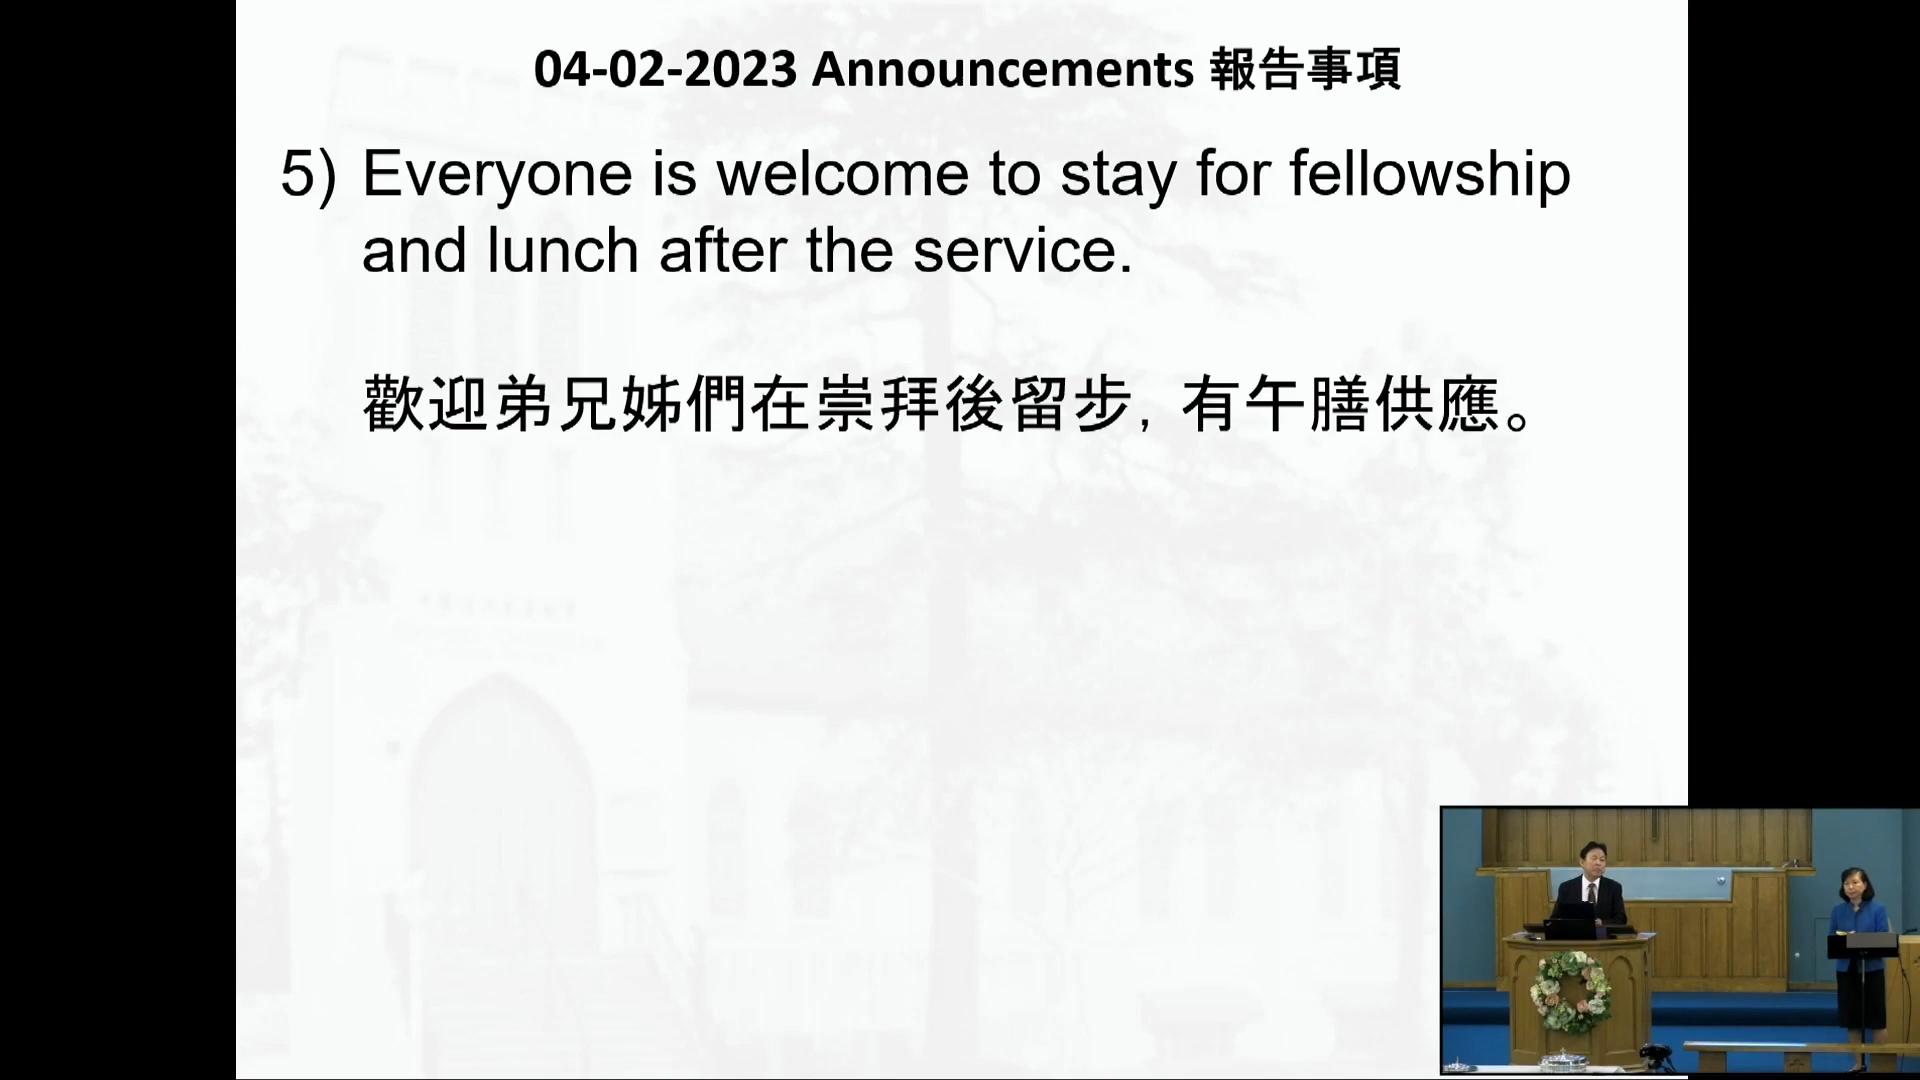 04-02-2023 Announcements 報告事項
5) Everyone is welcome to stay for fellowship
and lunch after the service.
歡迎弟兄姊們在崇拜後留步, 有午膳供應。